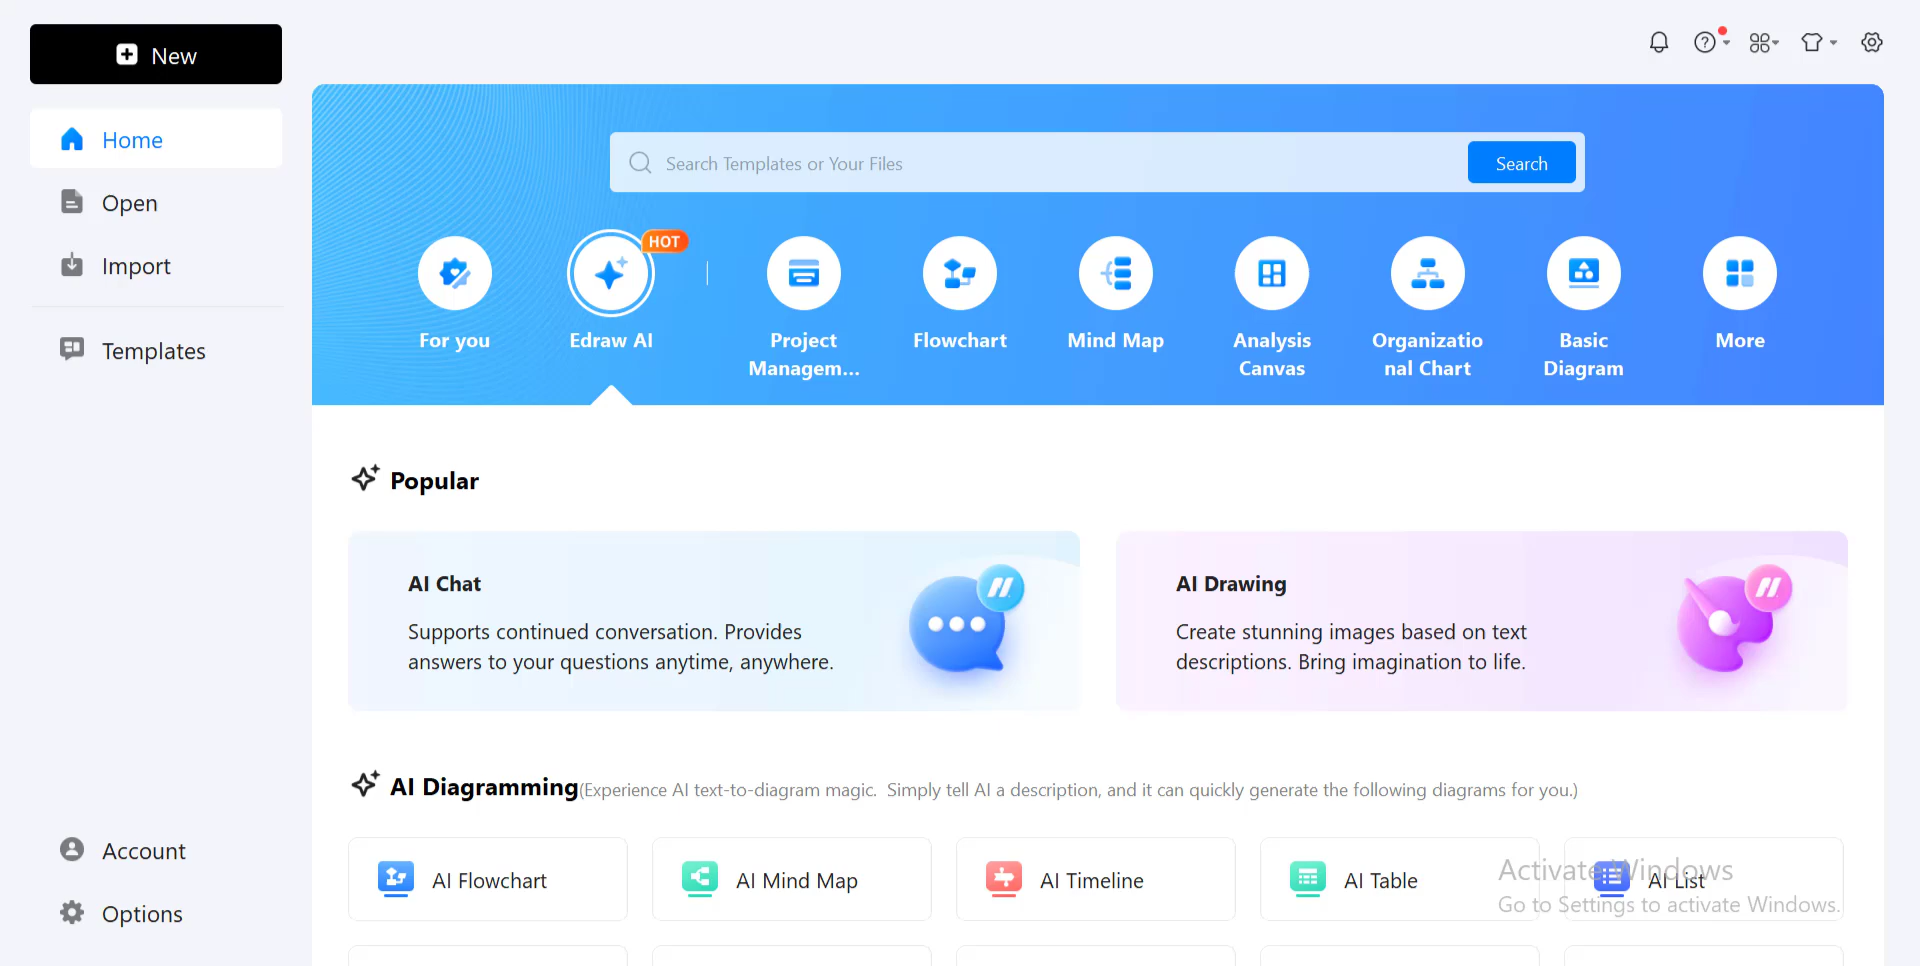 New
Home
Open
Import
Templates
Account
Options
Search Templates or Your Files
Search
HOT
For you
Edraw AI
Project
Managem...
Flowchart
Mind Map
Analysis
Canvas
Organizatio
nal Chart
Basic
Diagram
More
Popular
AI Chat
Supports continued conversation. Provides
answers to your questions anytime, anywhere.
AI Drawing
Create stunning images based on text
descriptions. Bring imagination to life.
AI Diagramming(Experience AI text-to-diagram magic.  Simply tell AI a description, and it can quickly generate the following diagrams for you.)
AI Flowchart
AI Mind Map
AI Timeline
AI Table
AI List
Activate Windows
Go to Settings to activate Windows.